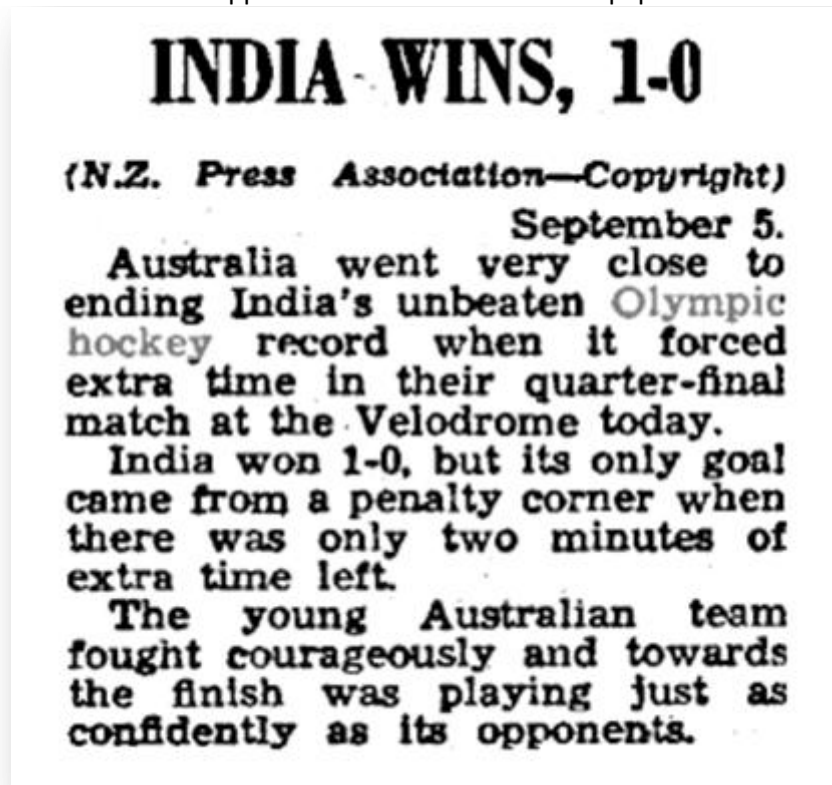 INDIA WINS, 1-0
(N.Z. Press Association—Copyright)
September 5.
Australia went very close to
ending India's unbeaten Olympic
hockey record when it forced
extra time in their quarter-final
match at the Velodrome today.
India won 1-0, but its only goal
came from a penalty corner when
there was only two minutes of
extra time left.
The young Australian team
fought courageously and towards
the finish was playing just as
confidently as its opponents.